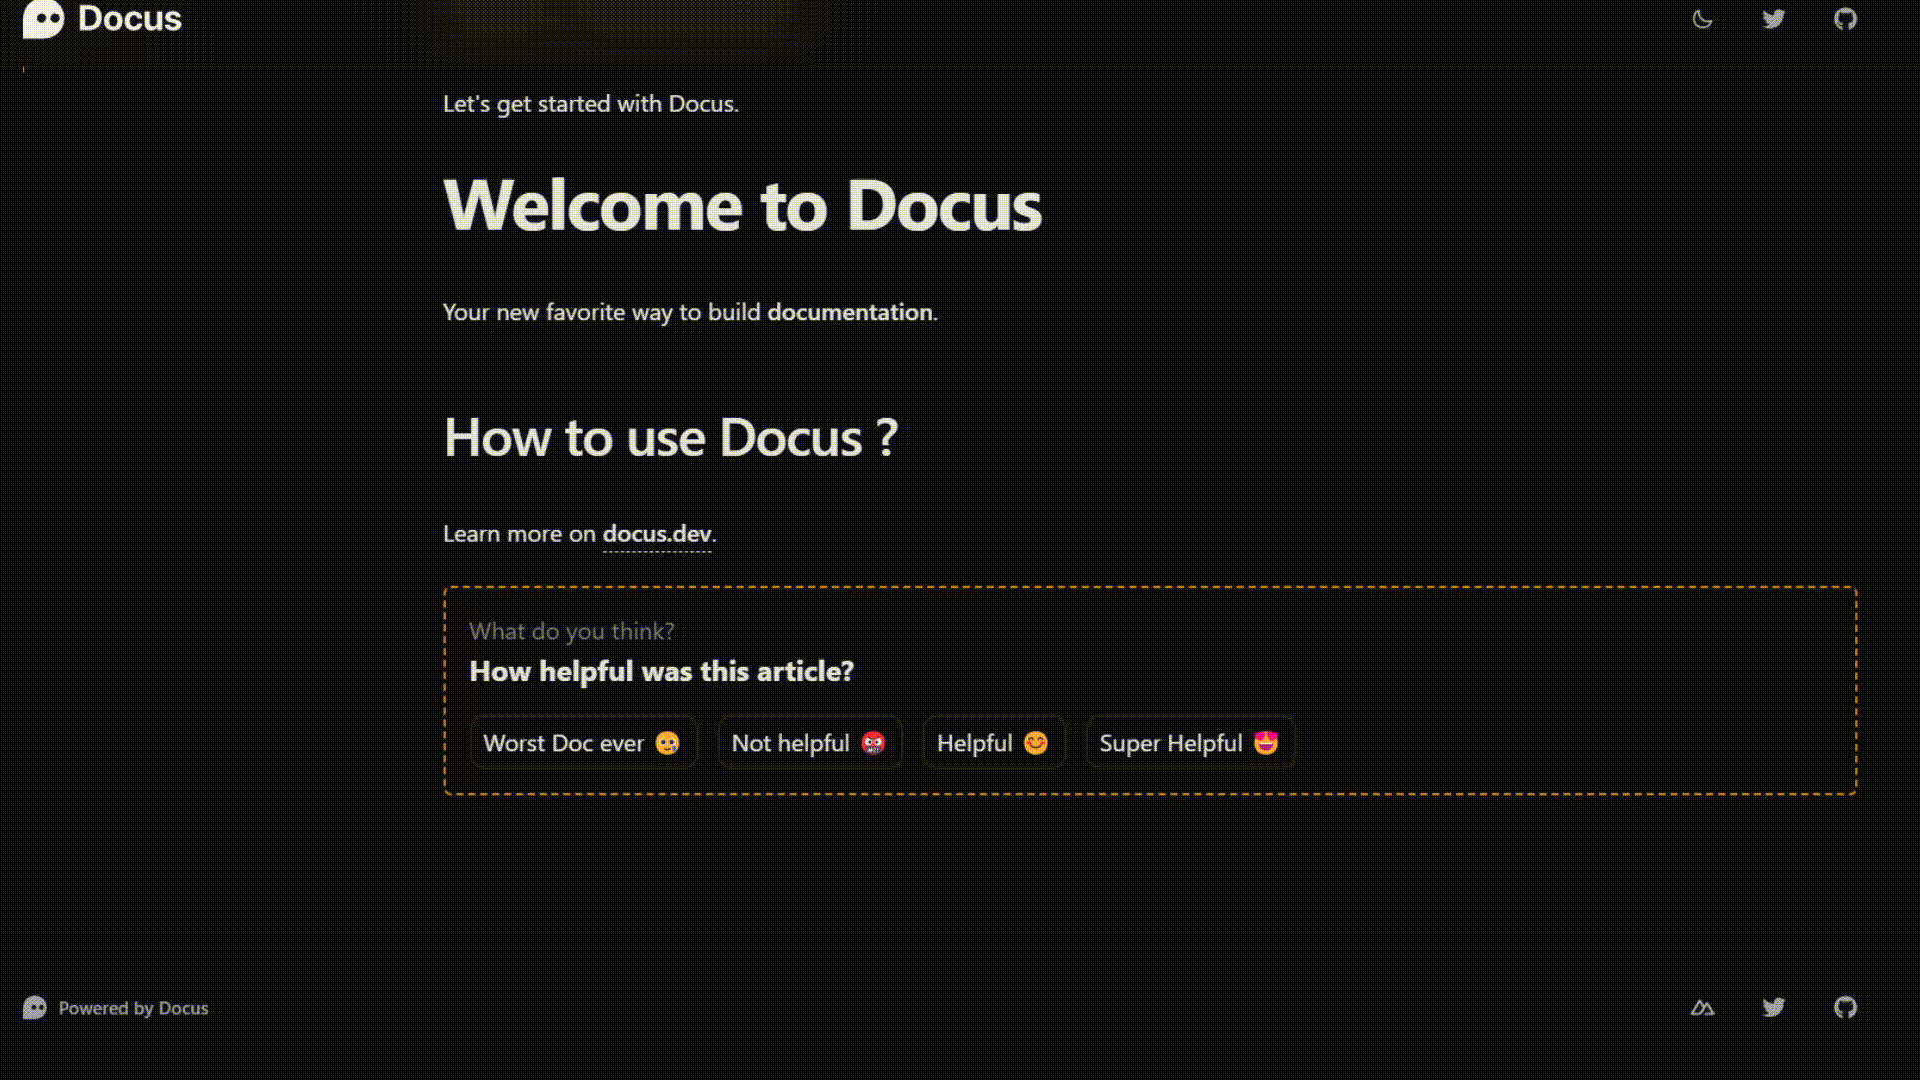 Docus
Let's get started with Docus.
Welcome to Docus
Your new favorite way to build documentation.
How to use Docus ?
Learn more on docus.dev.
What do you think?
How helpful was this article?
Worst Doc ever 🥲 Not helpful 🤬 Helpful 😊 Super Helpful 😍
Powered by Docus